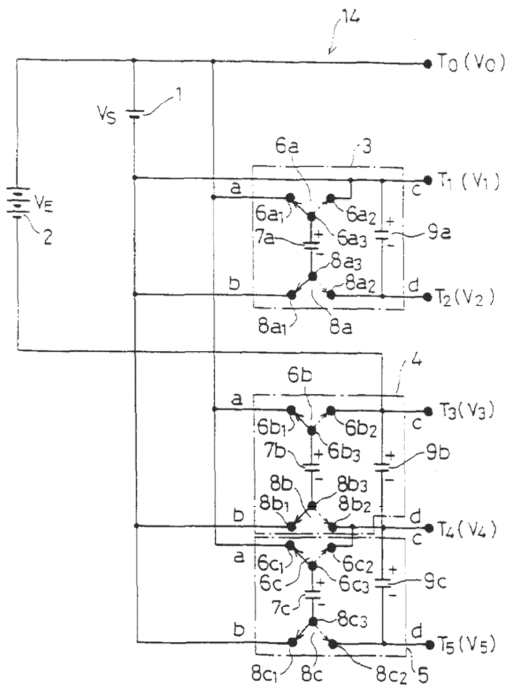 14
T0 (V0)
1
VS
3
6a
T1 (V1)
a
c
6a1
6a2
VE
2
7a
+
-
6a3
+
-
9a
8a3
b
8a2
d
T2 (V2)
8a1
8a
4
6b
a
T3 (V3)
c
6b1
6b2
7b
+
-
6b3
+
-
9b
8b
8b3
b
8b1
8b2
d
T4 (V4)
c
a
6c1
6c2
6c
6c3
+
-
9c
7c
+
-
8c3
b
d
T5 (V5)
8c1
8c
8c2
5